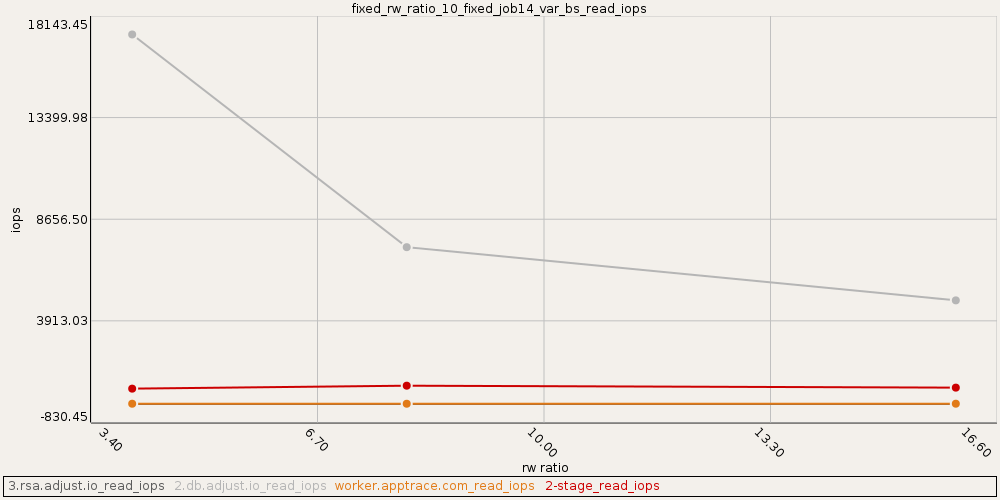 fixed_rw_ratio_10_fixed_job14_var_bs_read_iops
18143.45
13399.98
8656.50
3913.03
-830.45
iops
3.40
6.70
10.00
13.30
16.60
rw ratio
3.rsa.adjust.io_read_iops 2.db.adjust.io_read_iops worker.apptrace.com_read_iops 2-stage_read_iops